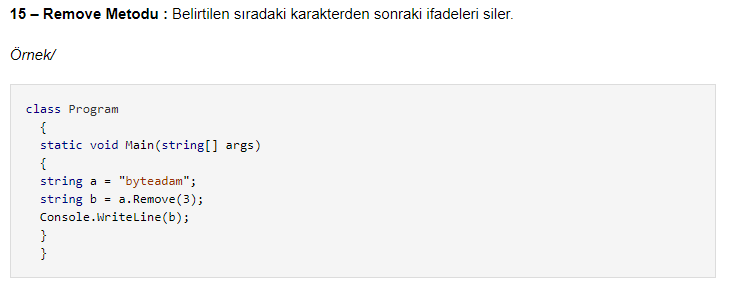 15 – Remove Metodu : Belirtilen sıradaki karakterden sonraki ifadeleri siler.
Örnek/
class Program
{
static void Main(string[] args)
{
string a = "byteadam";
string b = a.Remove(3);
Console.WriteLine(b);
}
}